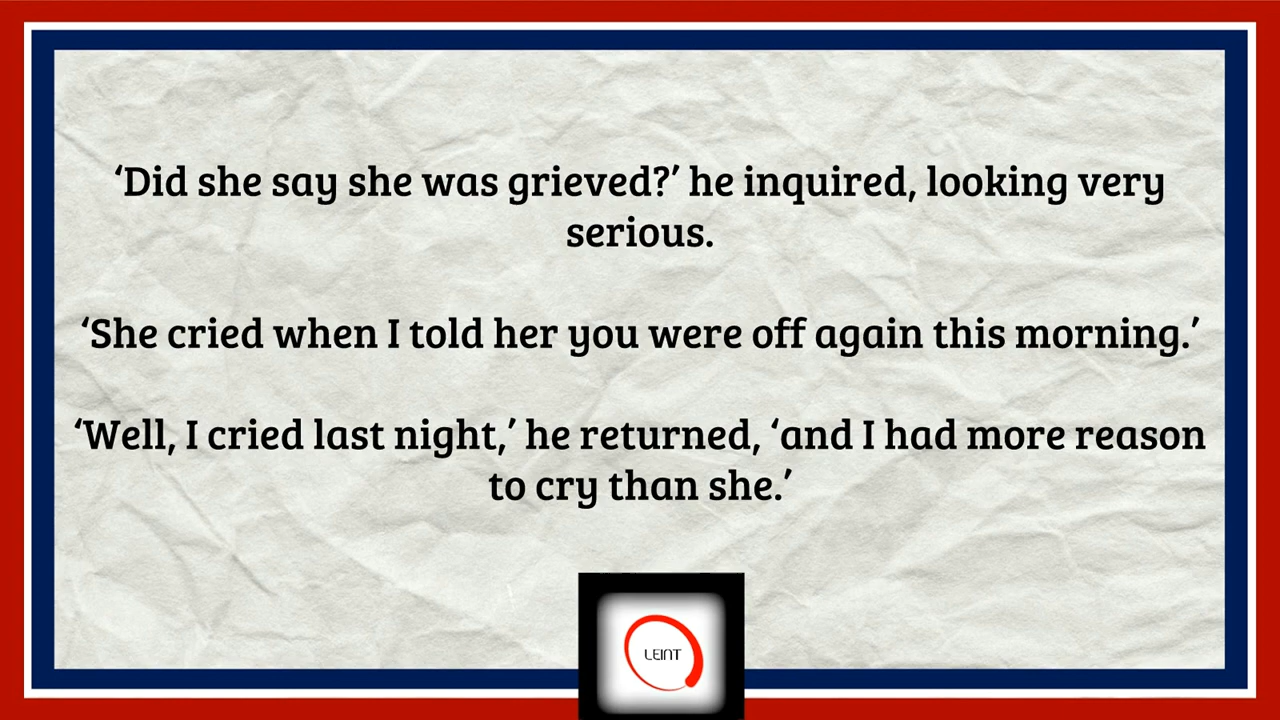 ‘Did she say she was grieved?’ he inquired, looking very
serious.
‘She cried when I told her you were off again this morning.’
‘Well, I cried last night,’ he returned, ‘and I had more reason
to cry than she.’
LEINT